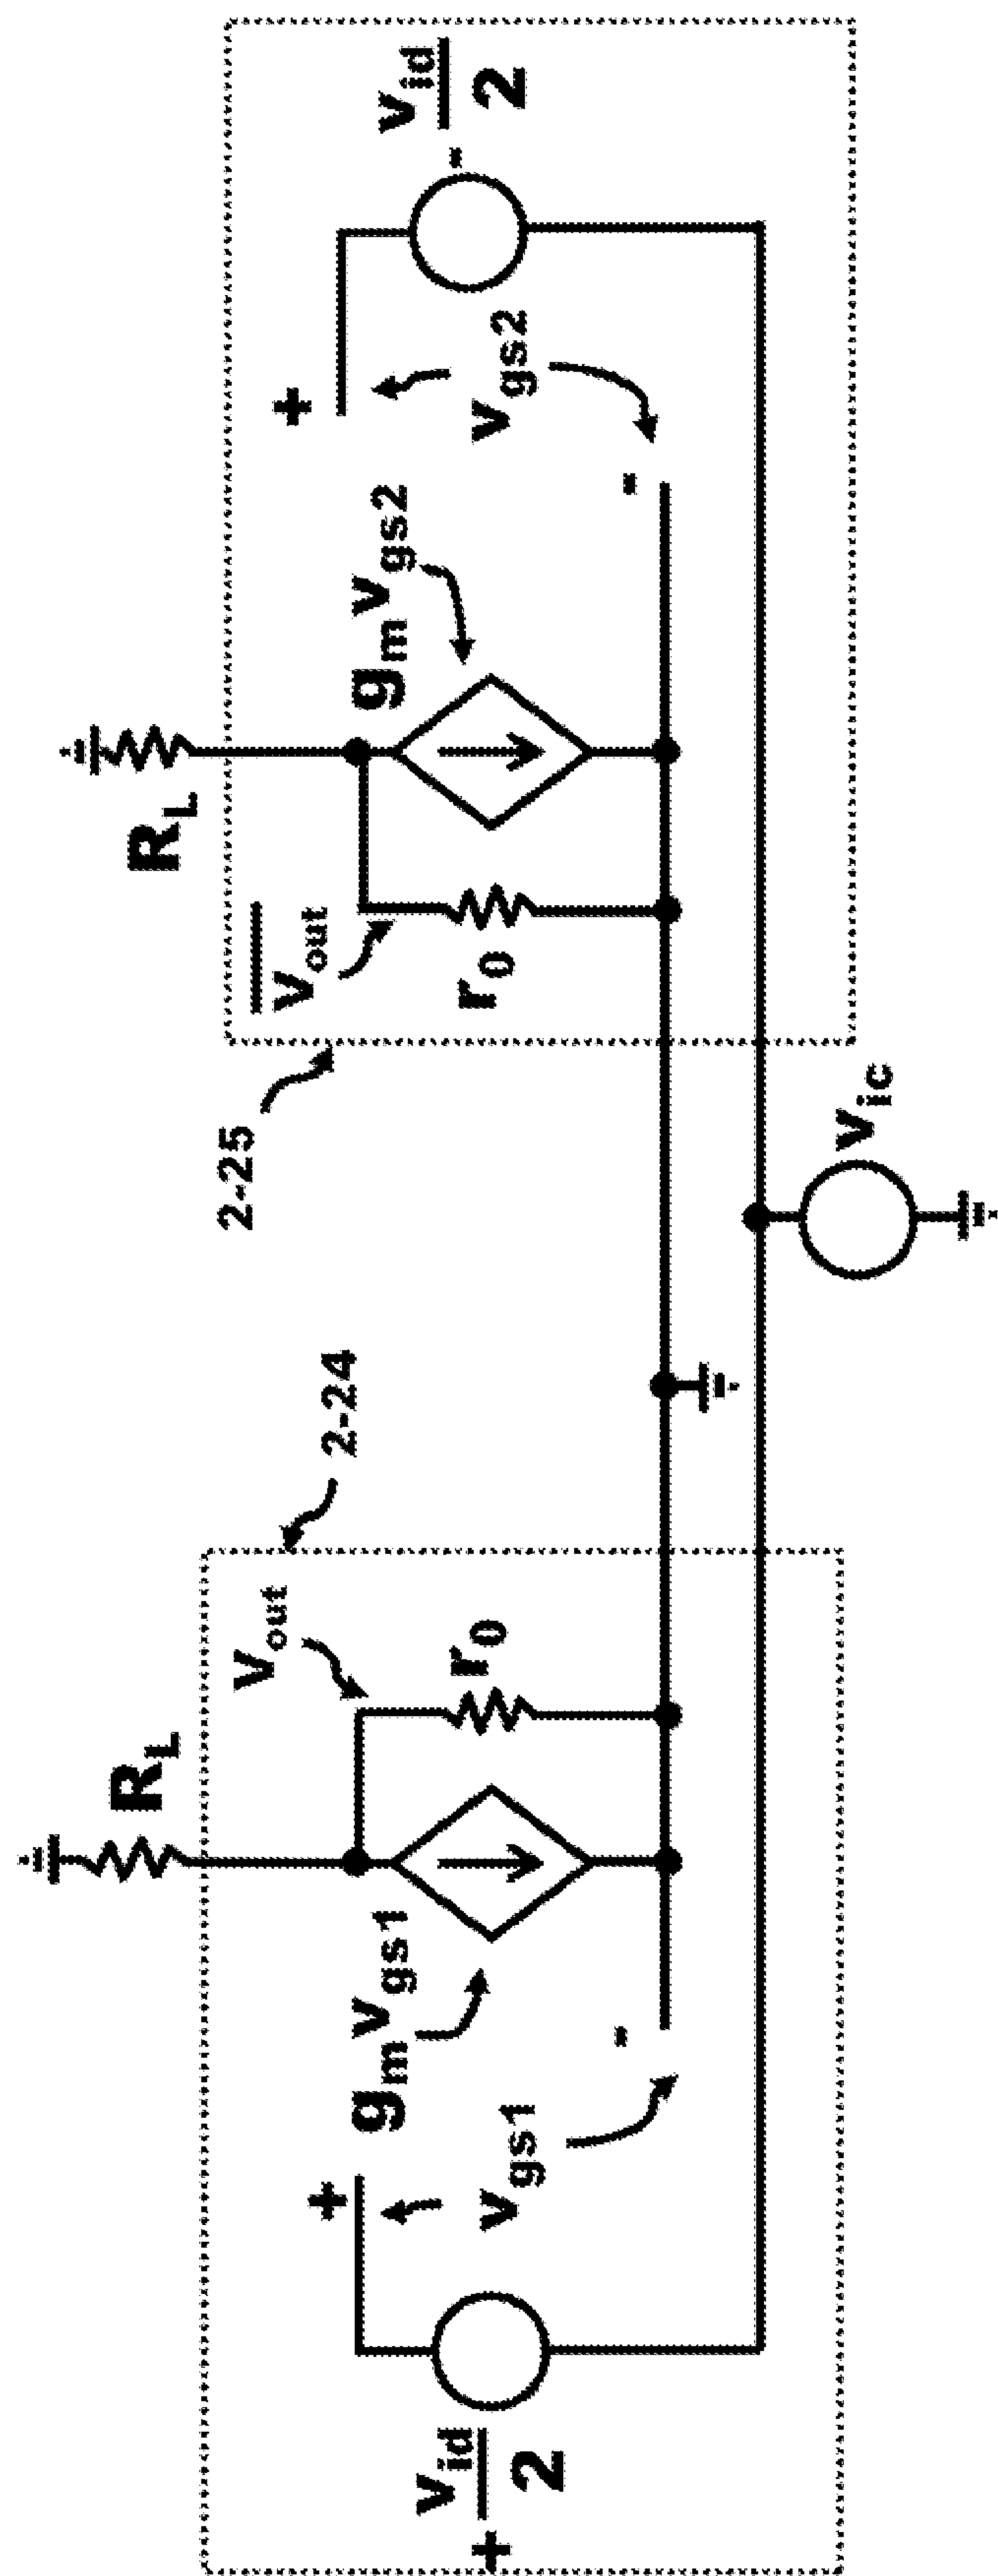 R_L
R_L
2-24
2-25
v_out
v̅_out
+
g_m v_gs1
g_m v_gs2
+
+ v_id/2
v_gs1
-
r_0
r_0
v_gs2
-
- v_id/2
v_ic